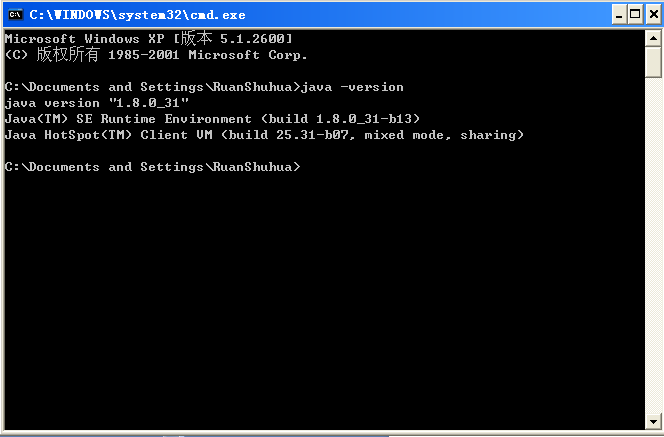 C:\WINDOWS\system32\cmd.exe
Microsoft Windows XP [版本 5.1.2600]
(C) 版权所有 1985-2001 Microsoft Corp.
C:\Documents and Settings\RuanShuhua>java -version
java version "1.8.0_31"
Java(TM) SE Runtime Environment (build 1.8.0_31-b13)
Java HotSpot(TM) Client VM (build 25.31-b07, mixed mode, sharing)
C:\Documents and Settings\RuanShuhua>